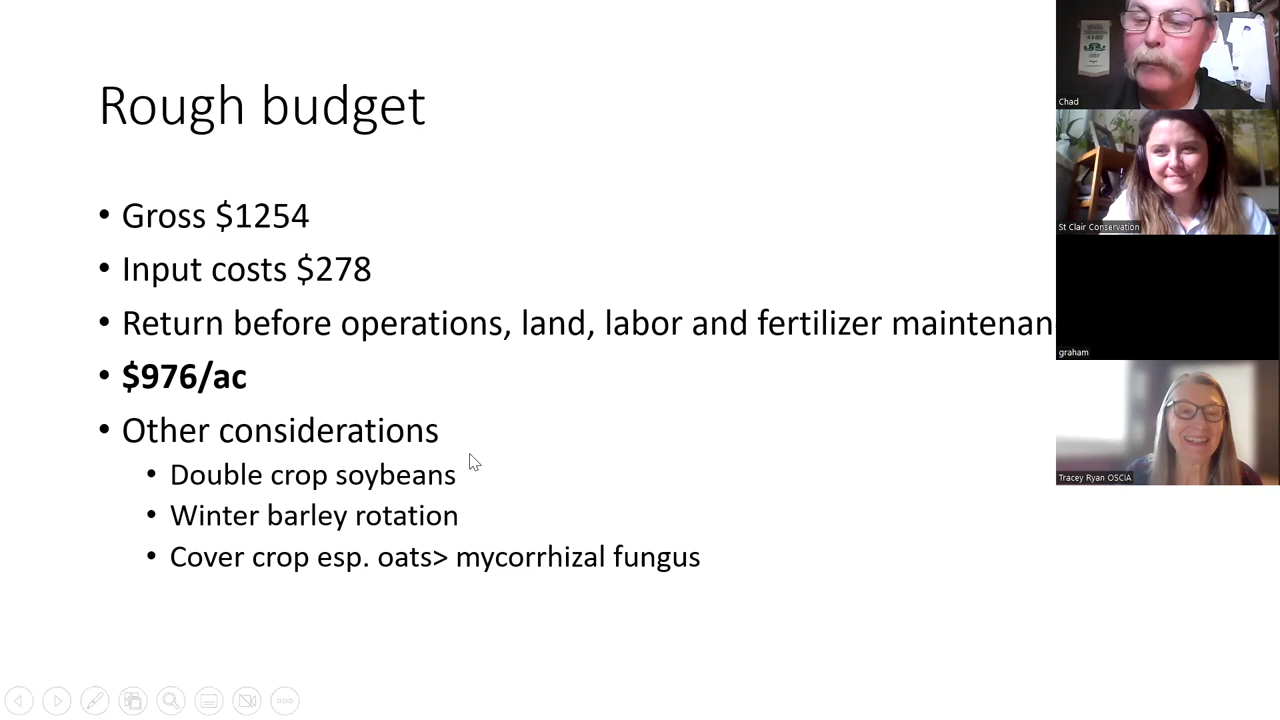 Rough budget
• Gross $1254
• Input costs $278
• Return before operations, land, labor and fertilizer maintenan
• $976/ac
• Other considerations
• Double crop soybeans
• Winter barley rotation
• Cover crop esp. oats> mycorrhizal fungus
Chad
St Clair Conservation
graham
Tracey Ryan OSCIA